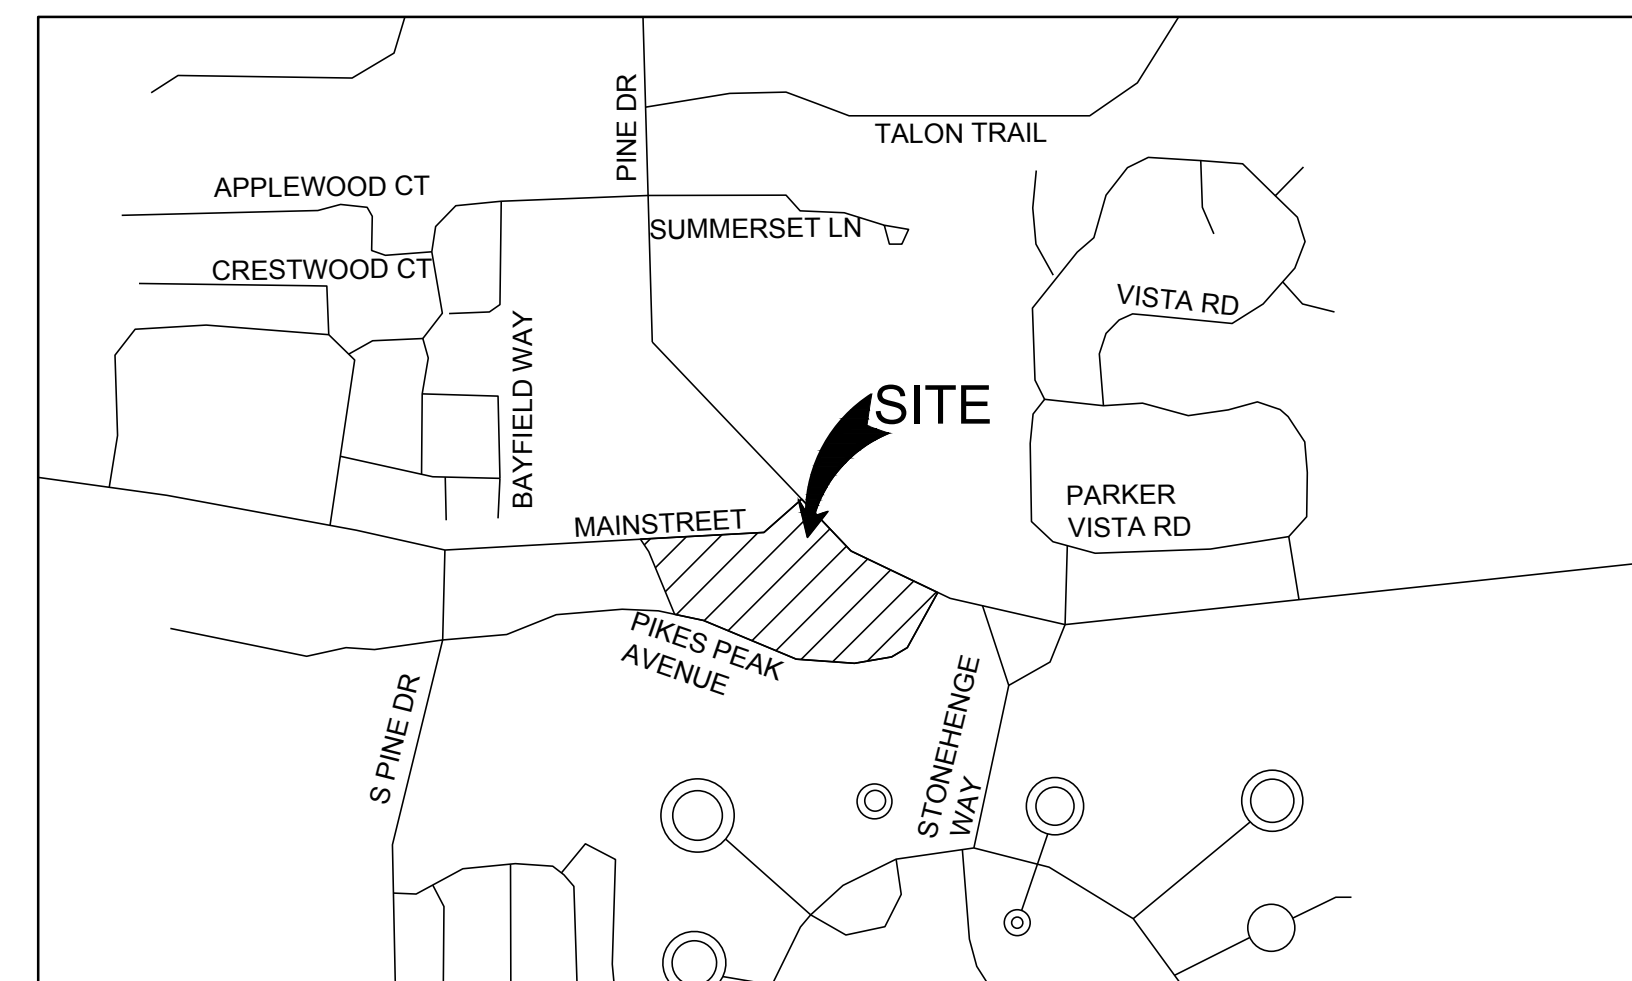 PINE DR
TALON TRAIL
APPLEWOOD CT
SUMMERSET LN
CRESTWOOD CT
VISTA RD
BAYFIELD WAY
SITE
MAINSTREET
PARKER
VISTA RD
PIKES PEAK
AVENUE
S PINE DR
STONEHENGE
WAY